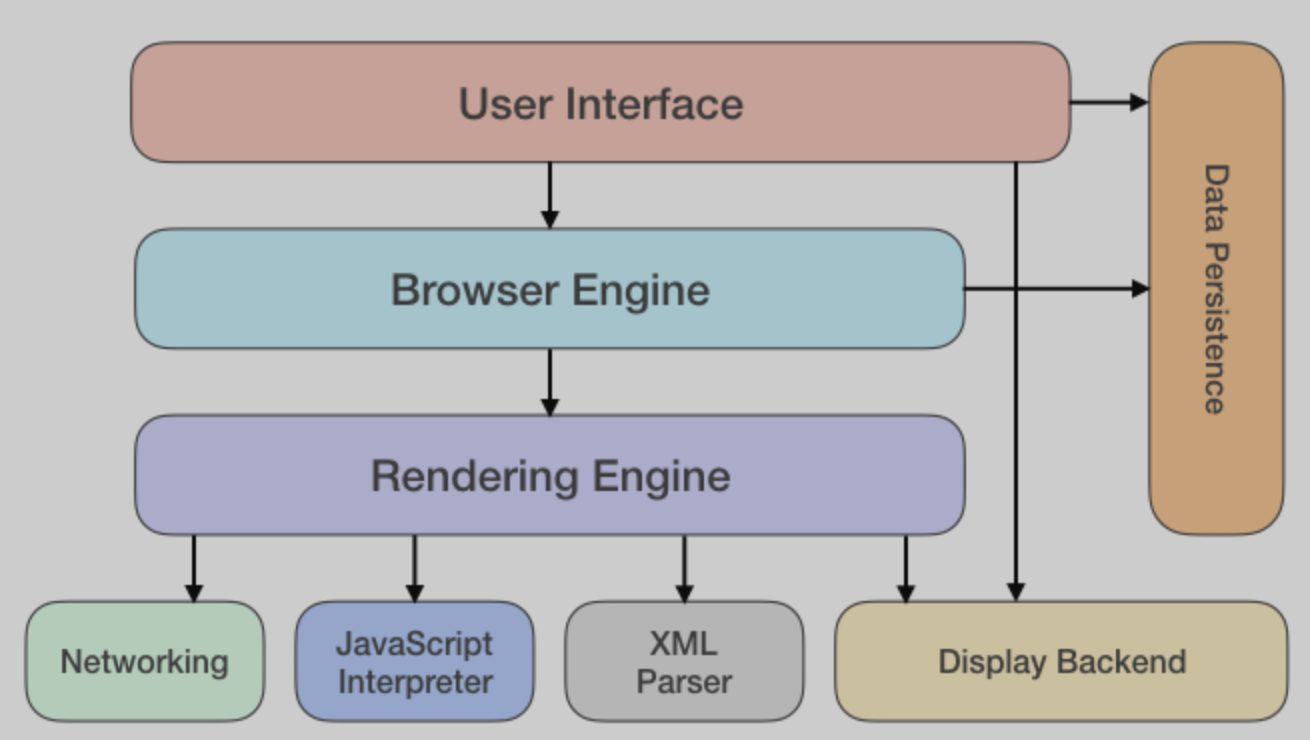 User Interface
Data Persistence
Browser Engine
Rendering Engine
Networking
JavaScript
Interpreter
XML
Parser
Display Backend